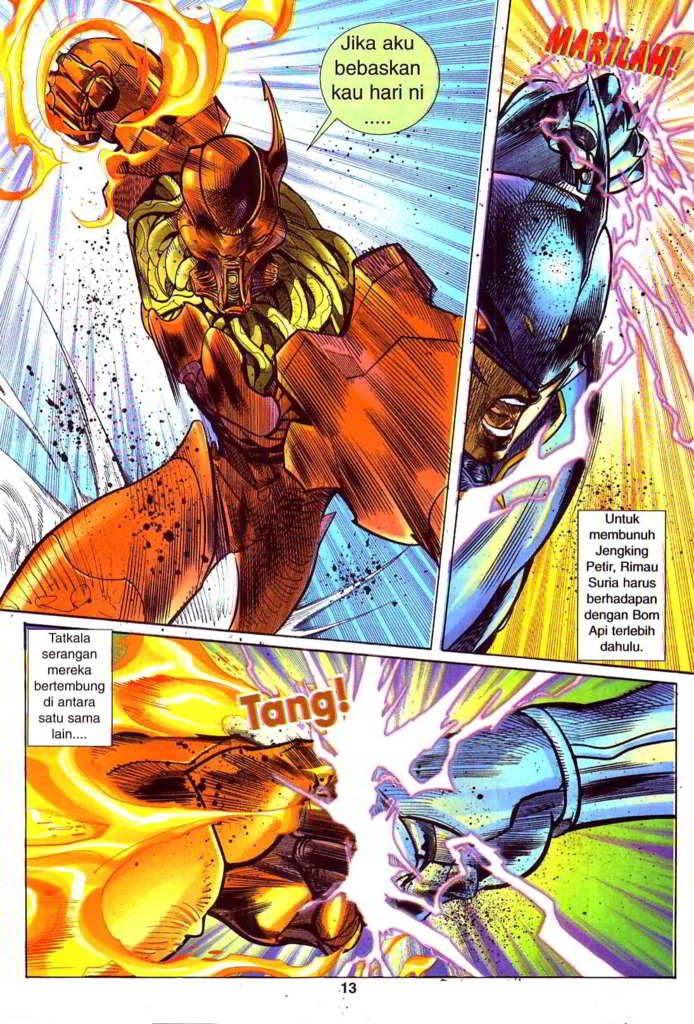 Jika aku
bebaskan
kau hari ni
.....
MARILAH!
Untuk
membunuh
Jengking
Petir, Rimau
Suria harus
berhadapan
dengan Bom
Api terlebih
dahulu.
Tatkala
serangan
mereka
bertembung
di antara
satu sama
lain....
Tang!
13